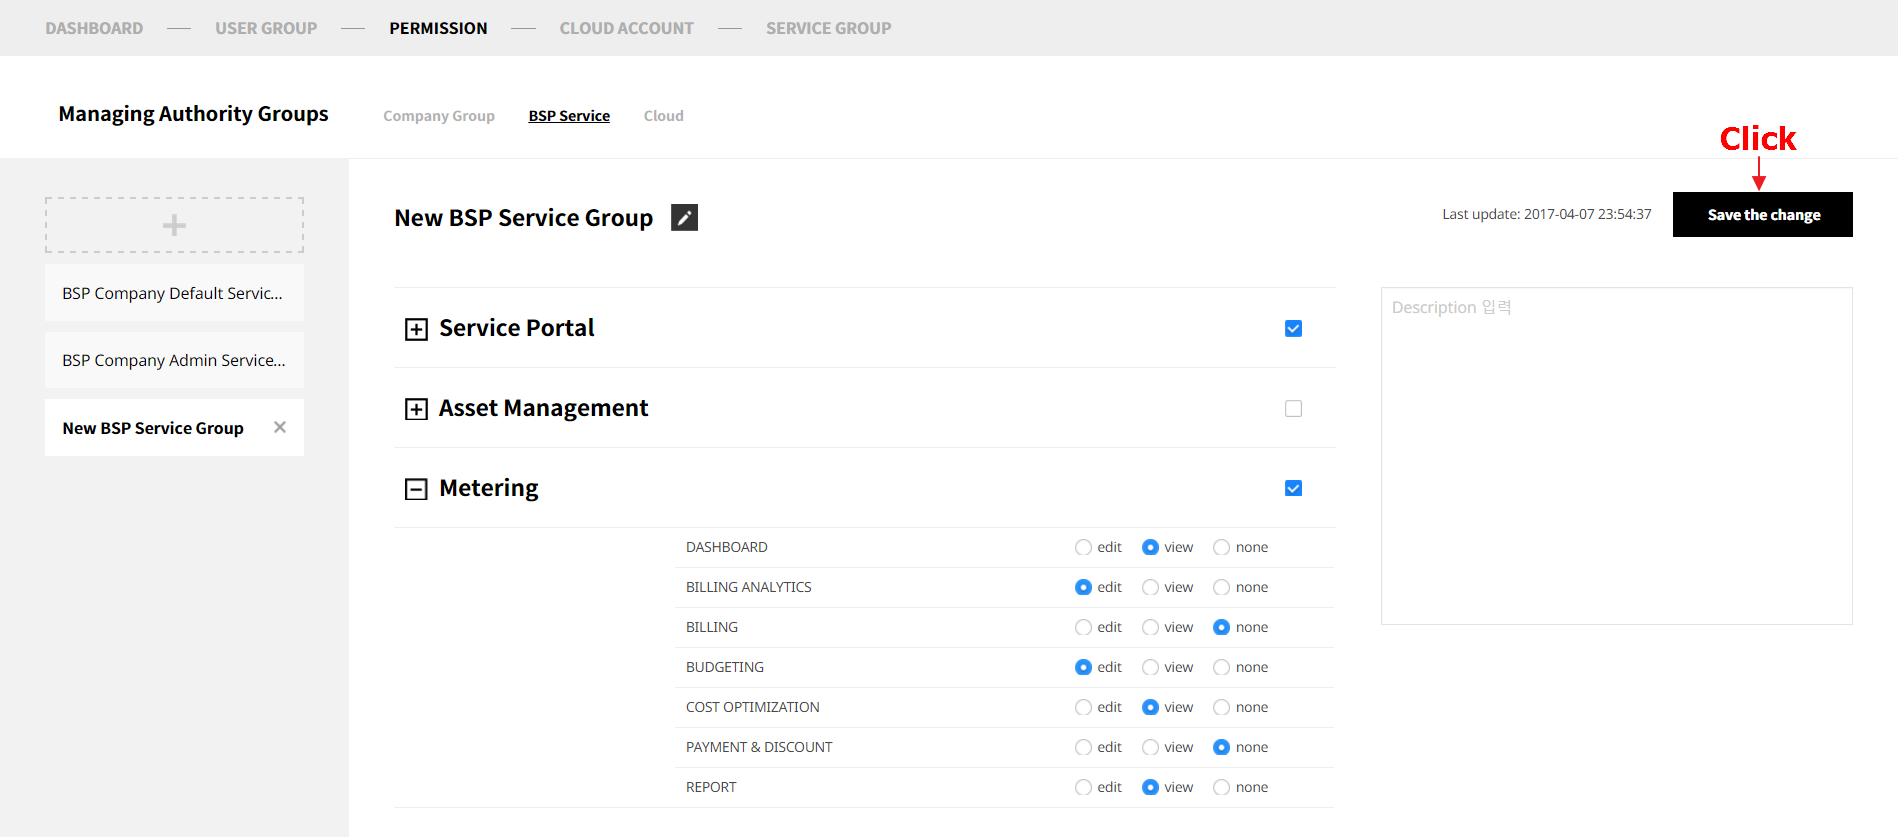 DASHBOARD USER GROUP PERMISSION CLOUD ACCOUNT SERVICE GROUP
Managing Authority Groups Company Group BSP Service Cloud
Click
New BSP Service Group Last update: 2017-04-07 23:54:37 Save the change
BSP Company Default Servic...
BSP Company Admin Service...
New BSP Service Group
Service Portal
Asset Management
Metering
DASHBOARD edit view none
BILLING ANALYTICS edit view none
BILLING edit view none
BUDGETING edit view none
COST OPTIMIZATION edit view none
PAYMENT & DISCOUNT edit view none
REPORT edit view none
Description 입력